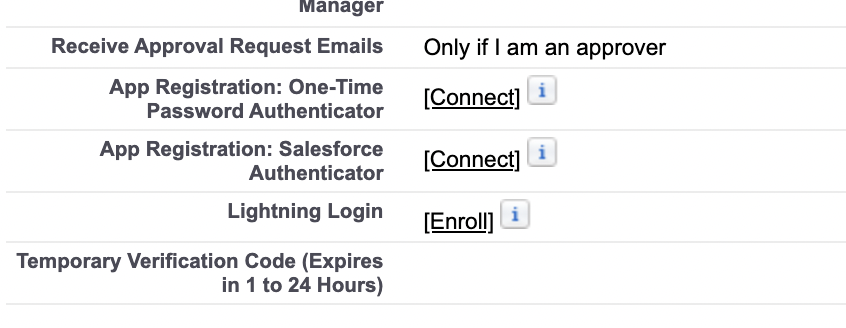 Manager
Receive Approval Request Emails Only if I am an approver
App Registration: One-Time
Password Authenticator [Connect] i
App Registration: Salesforce
Authenticator [Connect] i
Lightning Login [Enroll] i
Temporary Verification Code (Expires
in 1 to 24 Hours)